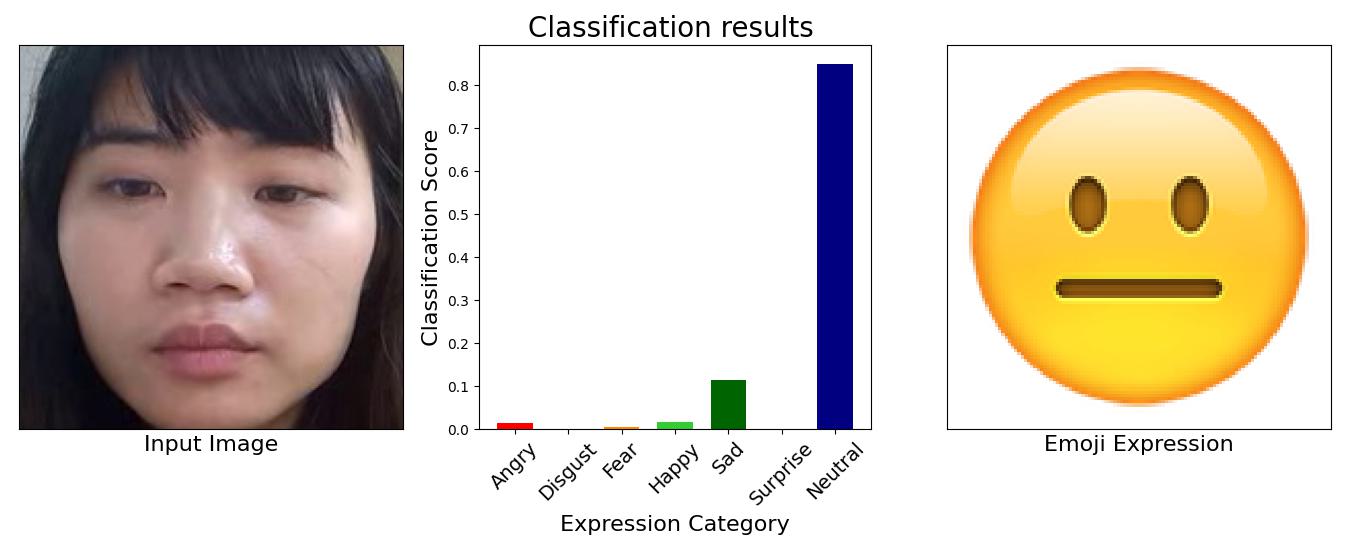 Classification results
Classification Score
0.8
0.7
0.6
0.5
0.4
0.3
0.2
0.1
0.0
Angry
Disgust
Fear
Happy
Sad
Surprise
Neutral
Expression Category
Input Image
Emoji Expression